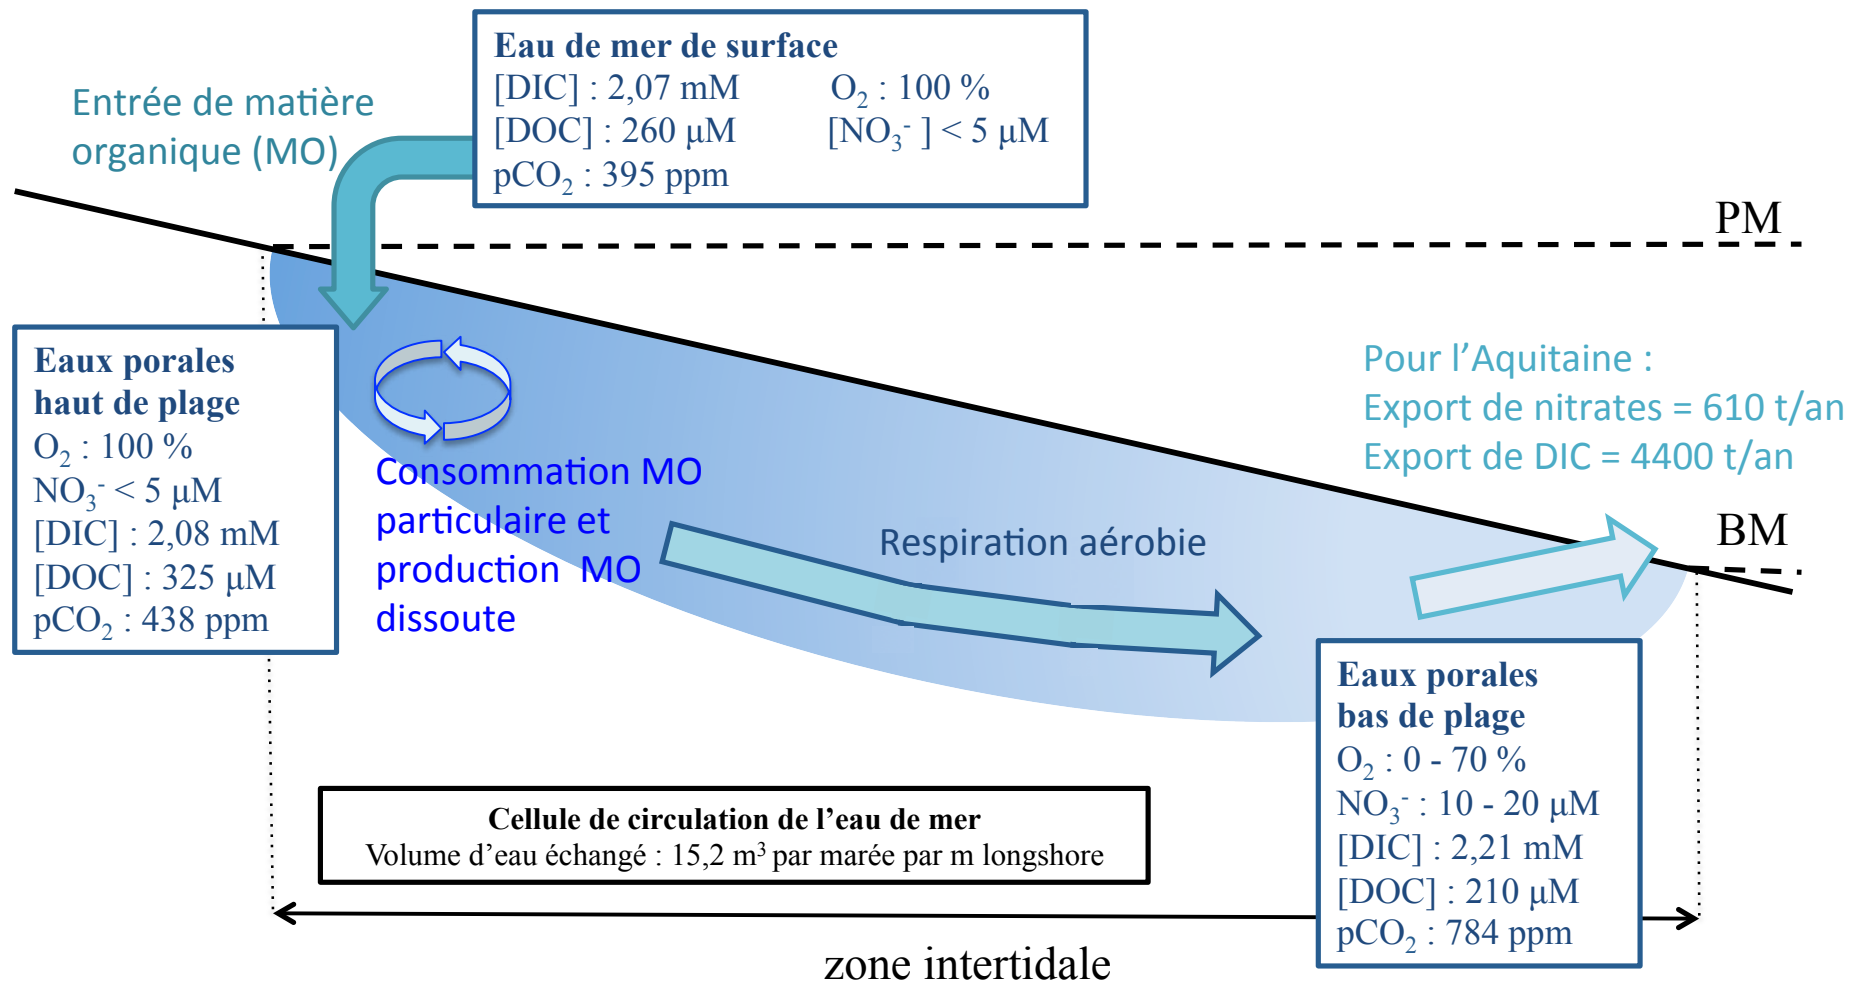 Eau de mer de surface
[DIC] : 2,07 mM O₂ : 100 %
[DOC] : 260 μM [NO₃⁻ ] < 5 μM
pCO₂ : 395 ppm
Entrée de matière
organique (MO)
PM
Eaux porales
haut de plage
O₂ : 100 %
NO₃⁻ < 5 μM
[DIC] : 2,08 mM
[DOC] : 325 μM
pCO₂ : 438 ppm
Consommation MO
particulaire et
production MO
dissoute
Respiration aérobie
Pour l’Aquitaine :
Export de nitrates = 610 t/an
Export de DIC = 4400 t/an
BM
Eaux porales
bas de plage
O₂ : 0 - 70 %
NO₃⁻ : 10 - 20 μM
[DIC] : 2,21 mM
[DOC] : 210 μM
pCO₂ : 784 ppm
Cellule de circulation de l’eau de mer
Volume d’eau échangé : 15,2 m³ par marée par m longshore
zone intertidale